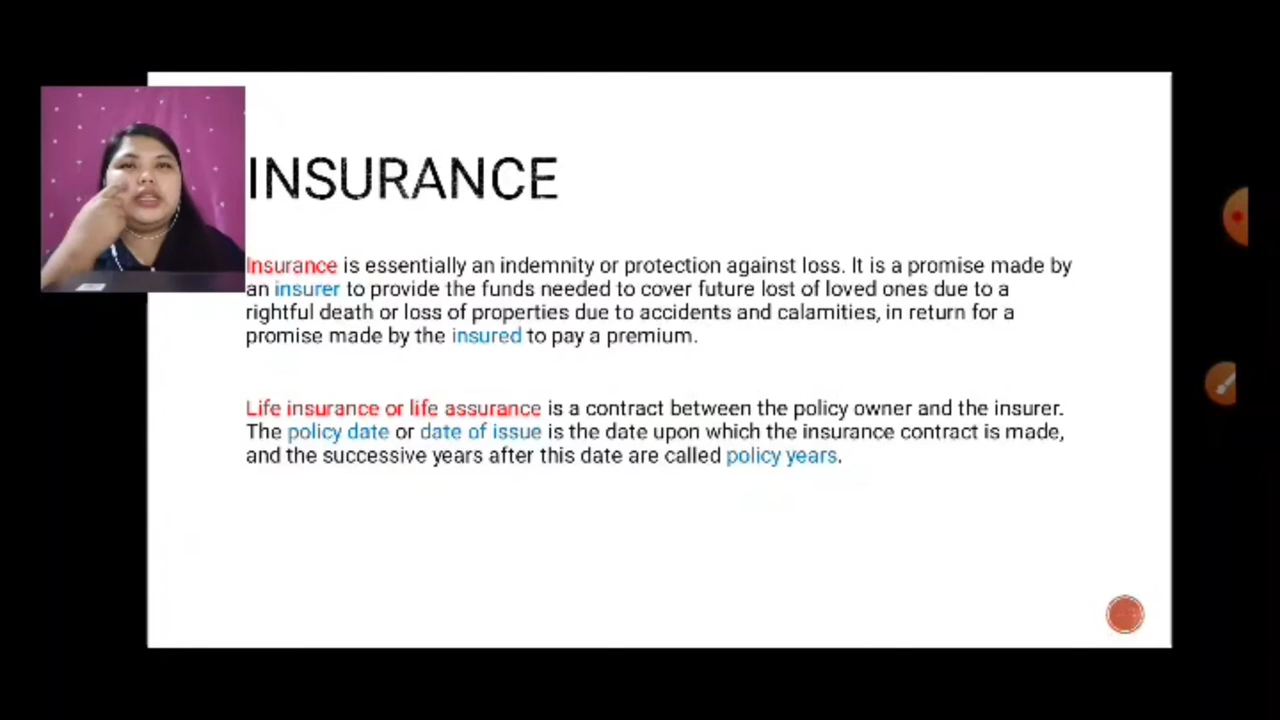 INSURANCE
Insurance is essentially an indemnity or protection against loss. It is a promise made by
an insurer to provide the funds needed to cover future lost of loved ones due to a
rightful death or loss of properties due to accidents and calamities, in return for a
promise made by the insured to pay a premium.
Life insurance or life assurance is a contract between the policy owner and the insurer.
The policy date or date of issue is the date upon which the insurance contract is made,
and the successive years after this date are called policy years.